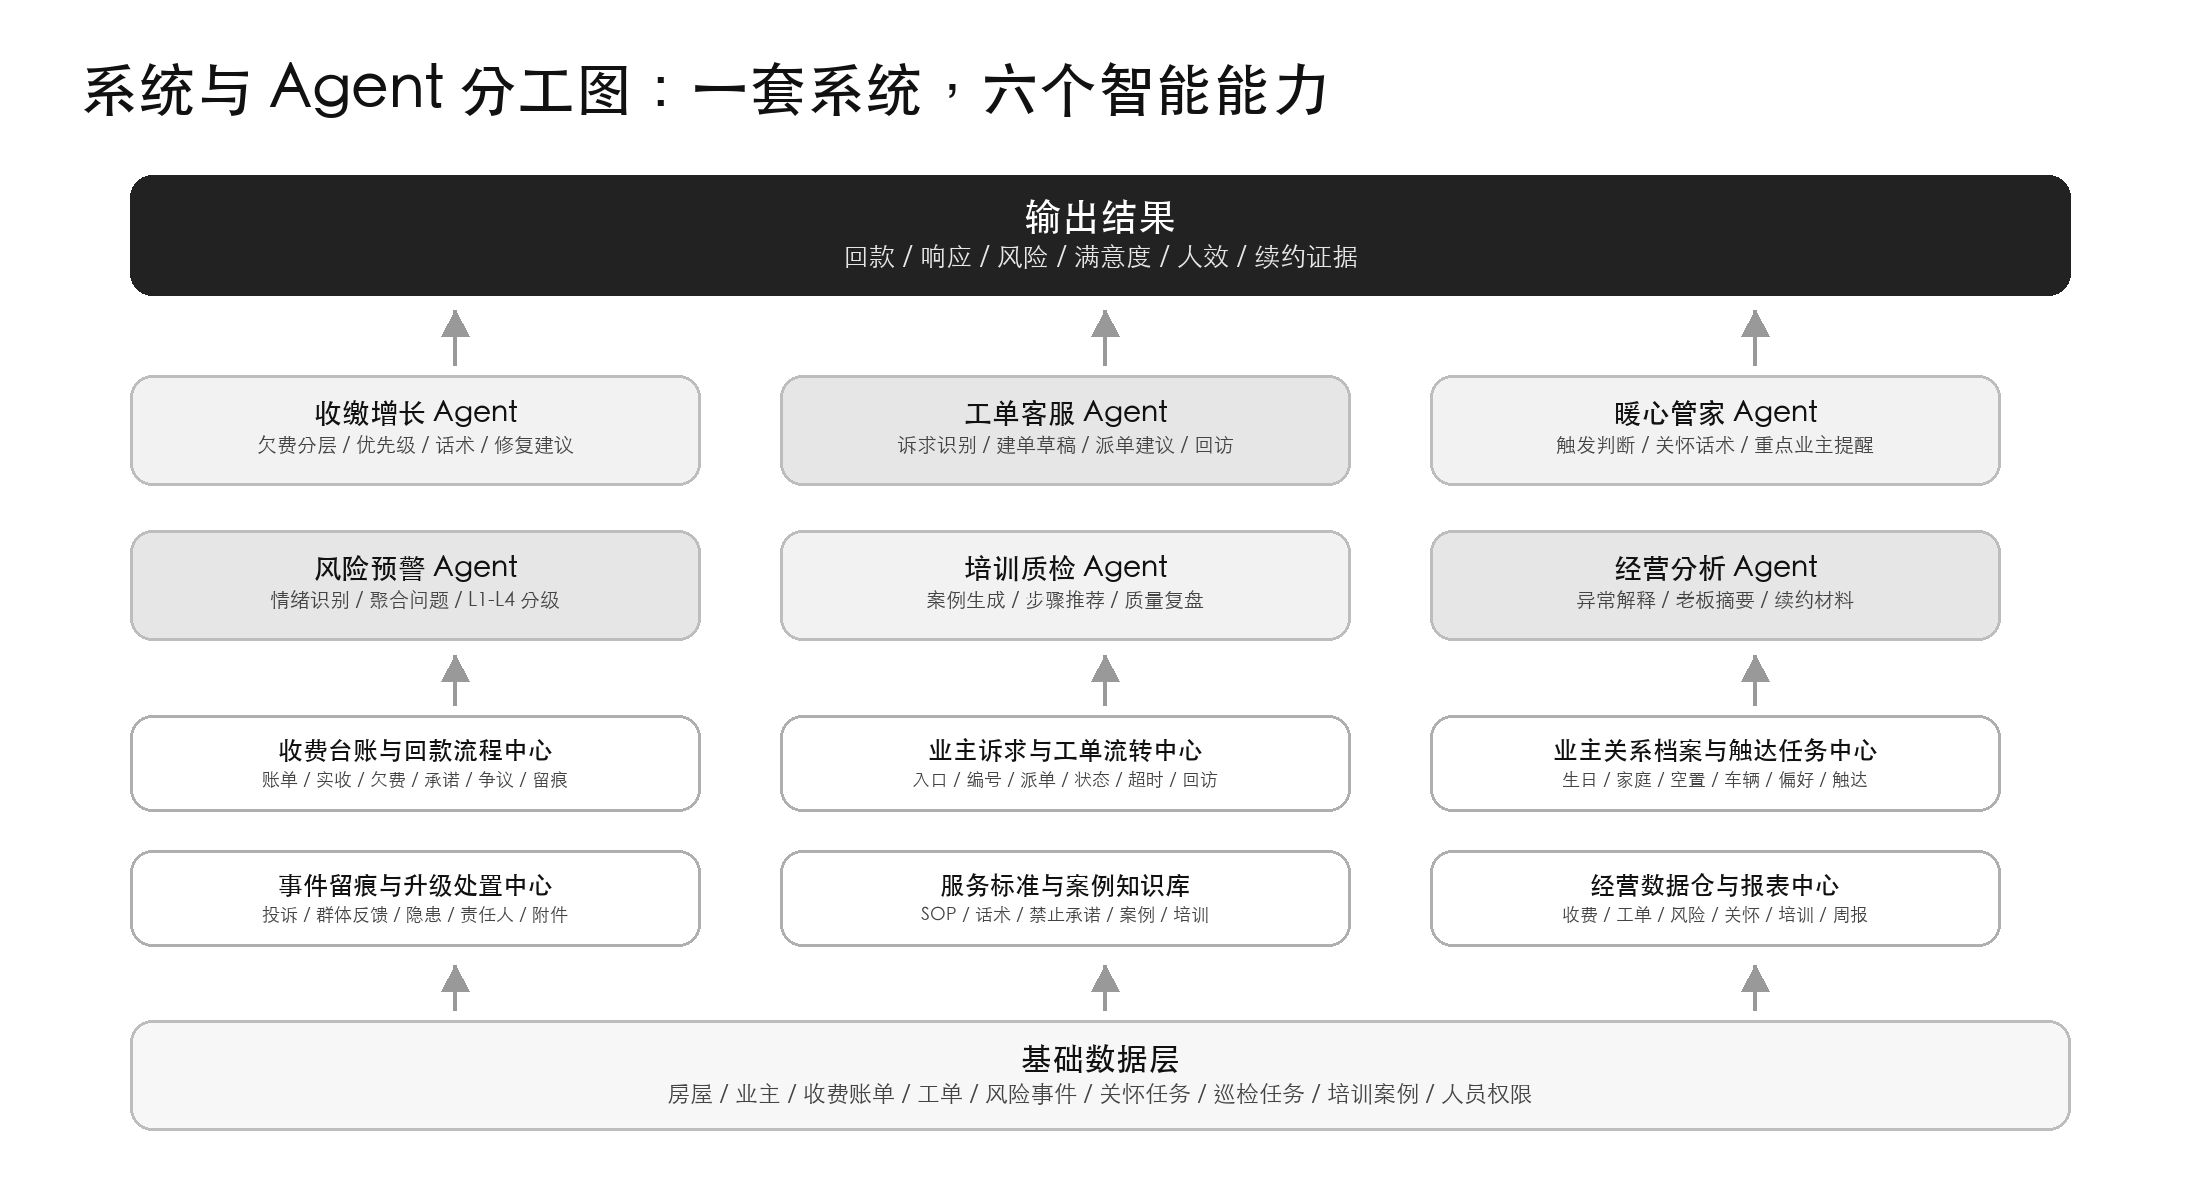 系统与 Agent 分工图：一套系统，六个智能能力
输出结果
回款 / 响应 / 风险 / 满意度 / 人效 / 续约证据
收缴增长 Agent
欠费分层 / 优先级 / 话术 / 修复建议
工单客服 Agent
诉求识别 / 建单草稿 / 派单建议 / 回访
暖心管家 Agent
触发判断 / 关怀话术 / 重点业主提醒
风险预警 Agent
情绪识别 / 聚合问题 / L1-L4 分级
培训质检 Agent
案例生成 / 步骤推荐 / 质量复盘
经营分析 Agent
异常解释 / 老板摘要 / 续约材料
收费台账与回款流程中心
账单 / 实收 / 欠费 / 承诺 / 争议 / 留痕
业主诉求与工单流转中心
入口 / 编号 / 派单 / 状态 / 超时 / 回访
业主关系档案与触达任务中心
生日 / 家庭 / 空置 / 车辆 / 偏好 / 触达
事件留痕与升级处置中心
投诉 / 群体反馈 / 隐患 / 责任人 / 附件
服务标准与案例知识库
SOP / 话术 / 禁止承诺 / 案例 / 培训
经营数据仓与报表中心
收费 / 工单 / 风险 / 关怀 / 培训 / 周报
基础数据层
房屋 / 业主 / 收费账单 / 工单 / 风险事件 / 关怀任务 / 巡检任务 / 培训案例 / 人员权限